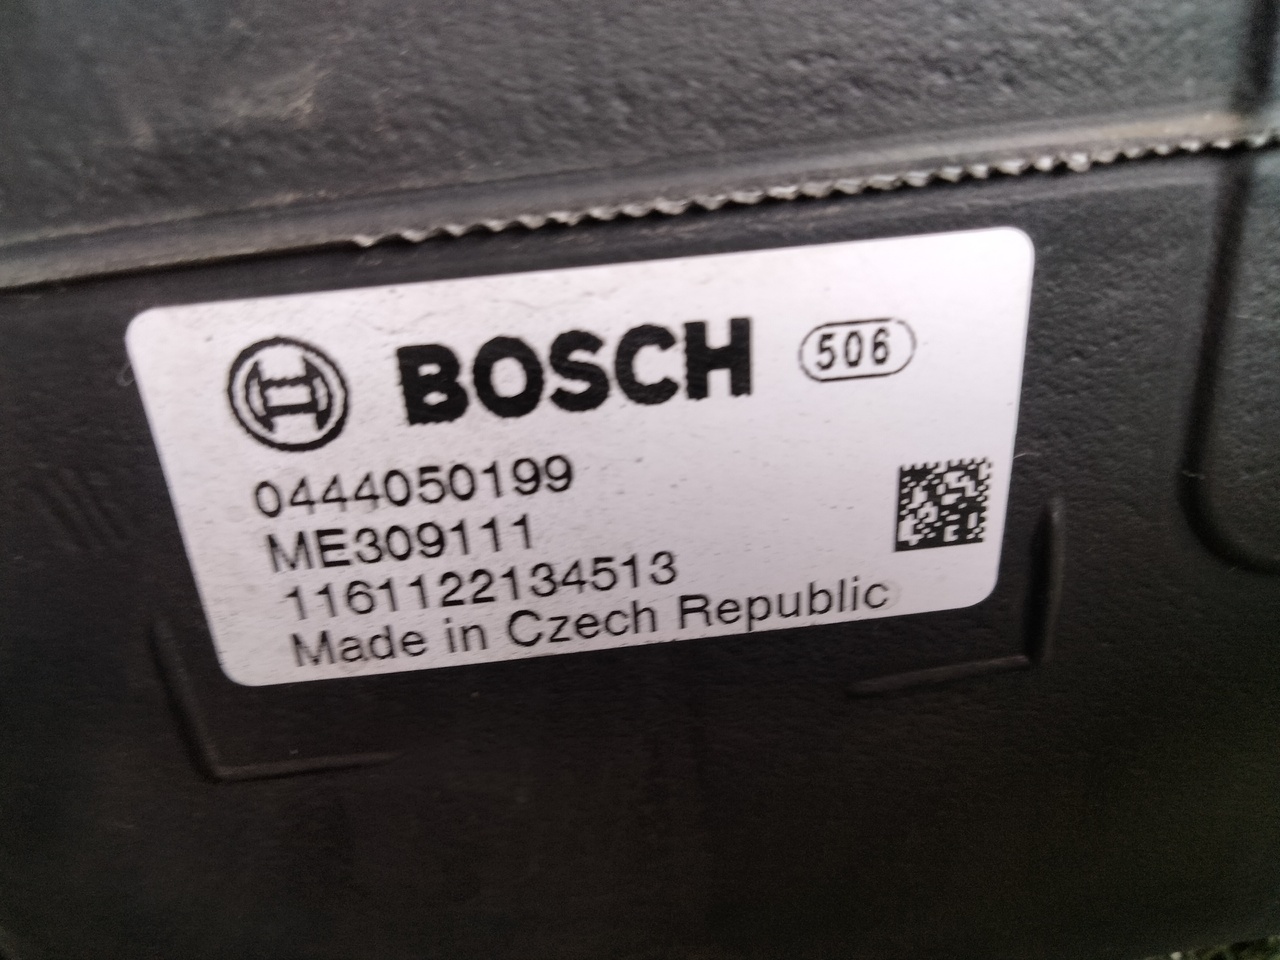 BOSCH 506
0444050199
ME309111
1161122134513
Made in Czech Republic